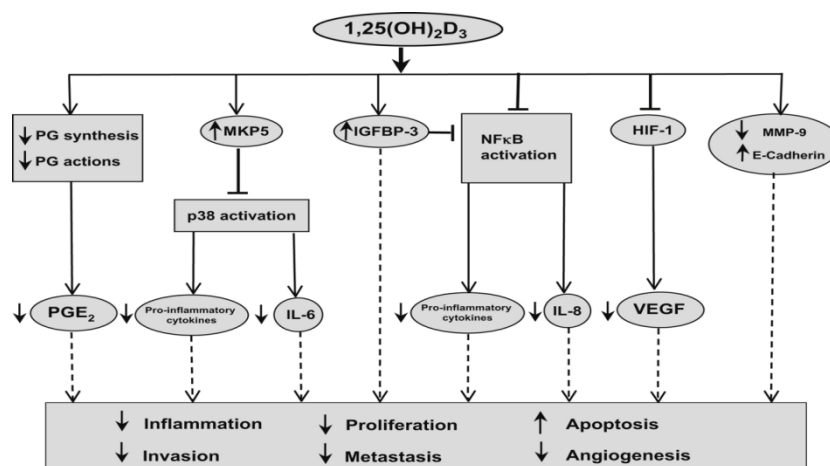 1,25(OH)₂D₃
↓ PG synthesis
↓ PG actions
↑ MKP5
↑ IGFBP-3
NFκB
activation
HIF-1
↓ MMP-9
↑ E-Cadherin
p38 activation
↓ PGE₂
↓ Pro-inflammatory
cytokines
↓ IL-6
↓ Pro-inflammatory
cytokines
↓ IL-8
↓ VEGF
↓ Inflammation
↓ Proliferation
↑ Apoptosis
↓ Invasion
↓ Metastasis
↓ Angiogenesis